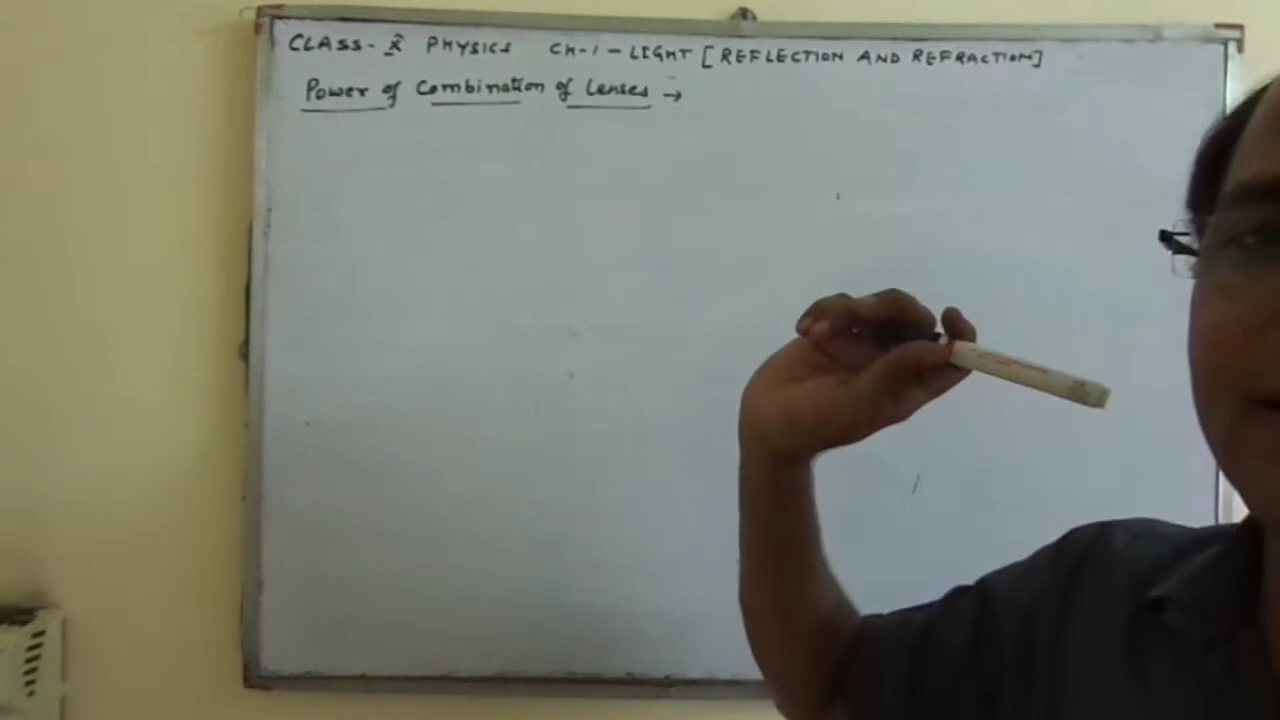 CLASS- X PHYSICS CH-1 - LIGHT [REFLECTION AND REFRACTION]
Power of Combination of Lenses →